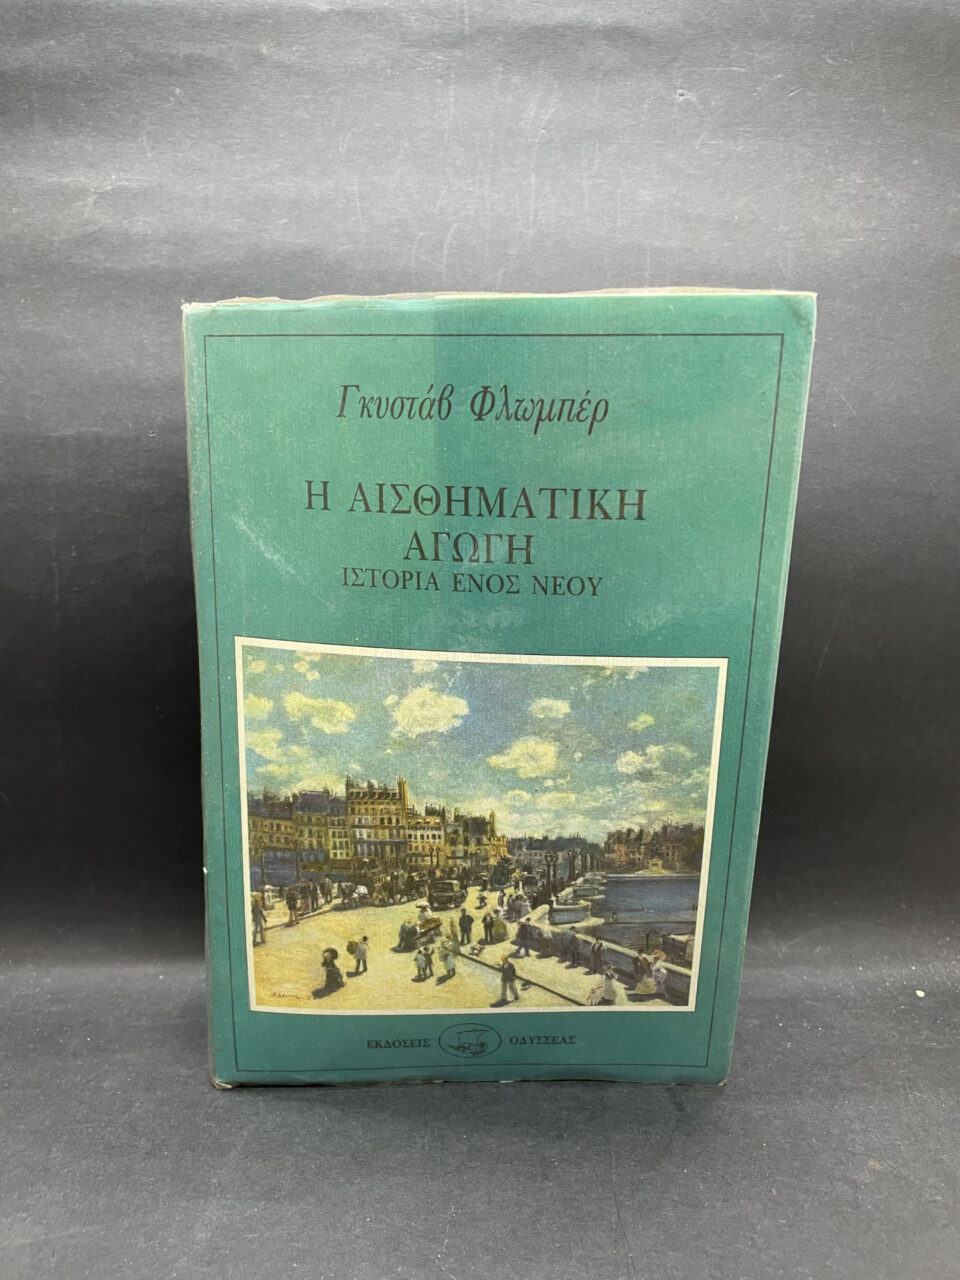 Γκυστάβ Φλωμπέρ
Η ΑΙΣΘΗΜΑΤΙΚΗ
ΑΓΩΓΗ
ΙΣΤΟΡΙΑ ΕΝΟΣ ΝΕΟΥ
ΕΚΔΟΣΕΙΣ ΟΔΥΣΣΕΑΣ